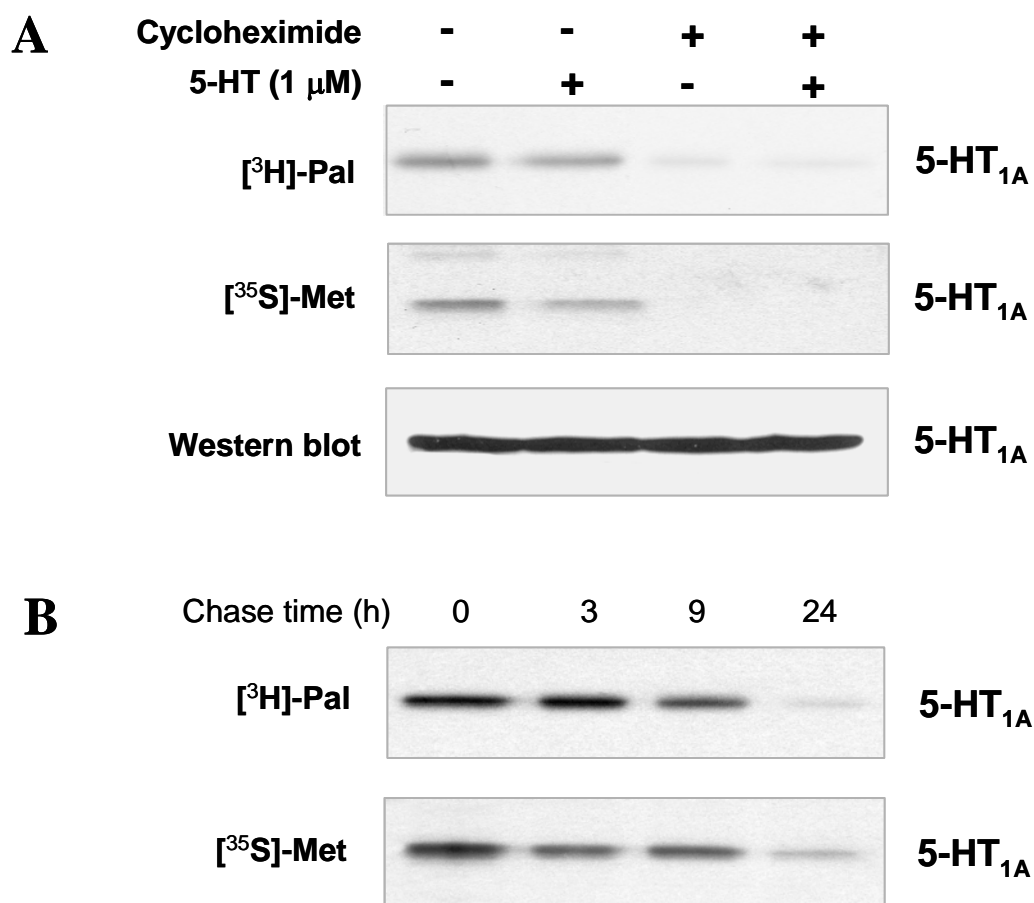 A
Cycloheximide - - + +
5-HT (1 μM) - + - +
[³H]-Pal 5-HT₁A
[³⁵S]-Met 5-HT₁A
Western blot 5-HT₁A
B
Chase time (h) 0 3 9 24
[³H]-Pal 5-HT₁A
[³⁵S]-Met 5-HT₁A